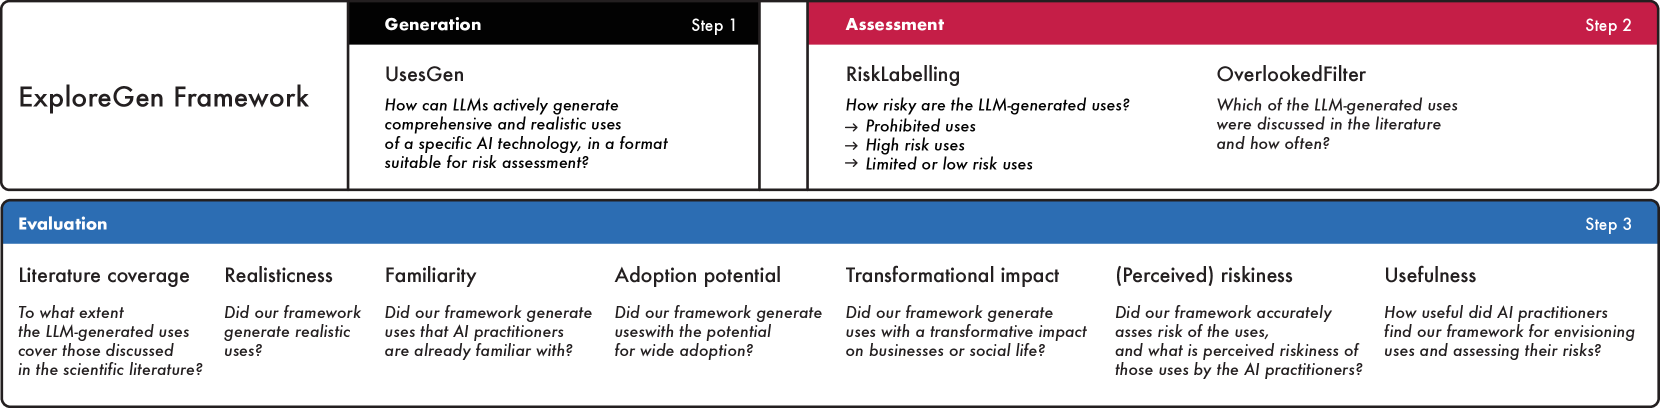 ExploreGen Framework
Generation
Step 1
UsesGen
How can LLMs actively generate
comprehensive and realistic uses
of a specific AI technology, in a format
suitable for risk assessment?
Assessment
Step 2
RiskLabelling
How risky are the LLM-generated uses?
→ Prohibited uses
→ High risk uses
→ Limited or low risk uses
OverlookedFilter
Which of the LLM-generated uses
were discussed in the literature
and how often?
Evaluation
Step 3
Literature coverage
To what extent
the LLM-generated uses
cover those discussed
in the scientific literature?
Realisticness
Did our framework
generate realistic
uses?
Familiarity
Did our framework generate
uses that AI practitioners
are already familiar with?
Adoption potential
Did our framework generate
useswith the potential
for wide adoption?
Transformational impact
Did our framework generate
uses with a transformative impact
on businesses or social life?
(Perceived) riskiness
Did our framework accurately
asses risk of the uses,
and what is perceived riskiness of
those uses by the AI practitioners?
Usefulness
How useful did AI practitioners
find our framework for envisioning
uses and assessing their risks?